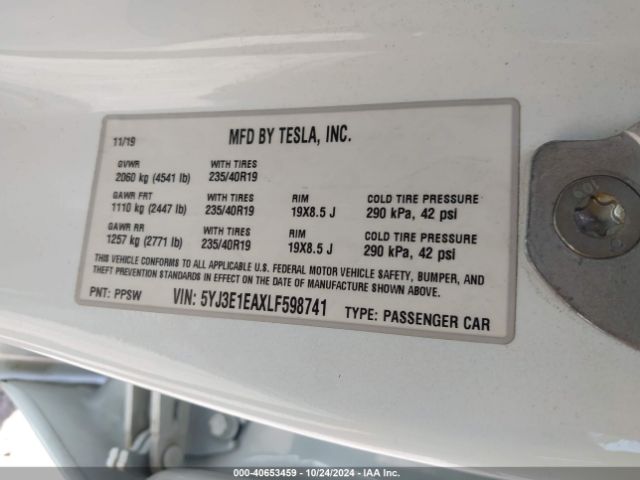 11/19 MFD BY TESLA, INC.
GVWR WITH TIRES
2060 kg (4541 lb) 235/40R19
GAWR FRT WITH TIRES RIM COLD TIRE PRESSURE
1110 kg (2447 lb) 235/40R19 19X8.5 J 290 kPa, 42 psi
GAWR RR WITH TIRES RIM COLD TIRE PRESSURE
1257 kg (2771 lb) 235/40R19 19X8.5 J 290 kPa, 42 psi
THIS VEHICLE CONFORMS TO ALL APPLICABLE U.S. FEDERAL MOTOR VEHICLE SAFETY, BUMPER, AND
THEFT PREVENTION STANDARDS IN EFFECT ON THE DATE OF MANUFACTURE SHOWN ABOVE.
PNT: PPSW VIN: 5YJ3E1EAXLF598741 TYPE: PASSENGER CAR
000-40653459 - 10/24/2024 - IAA Inc.